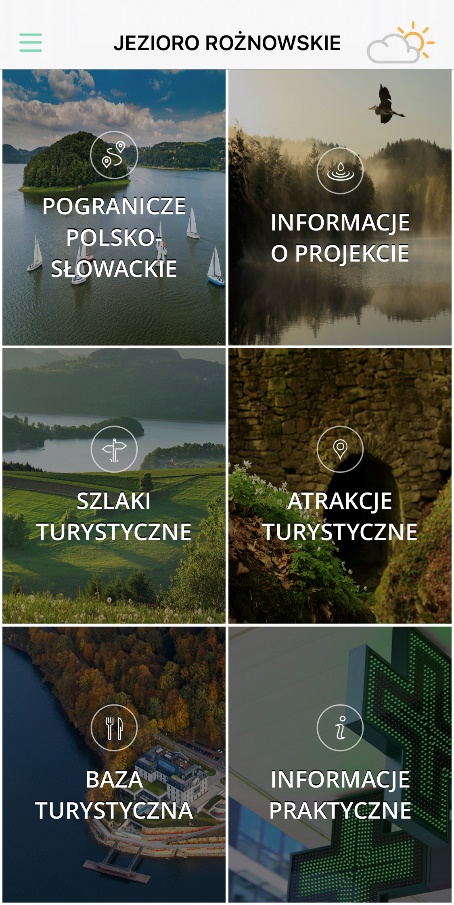 JEZIORO ROŻNOWSKIE
POGRANICZE
POLSKO-
SŁOWACKIE
INFORMACJE
O PROJEKCIE
SZLAKI
TURYSTYCZNE
ATRAKCJE
TURYSTYCZNE
BAZA
TURYSTYCZNA
INFORMACJE
PRAKTYCZNE